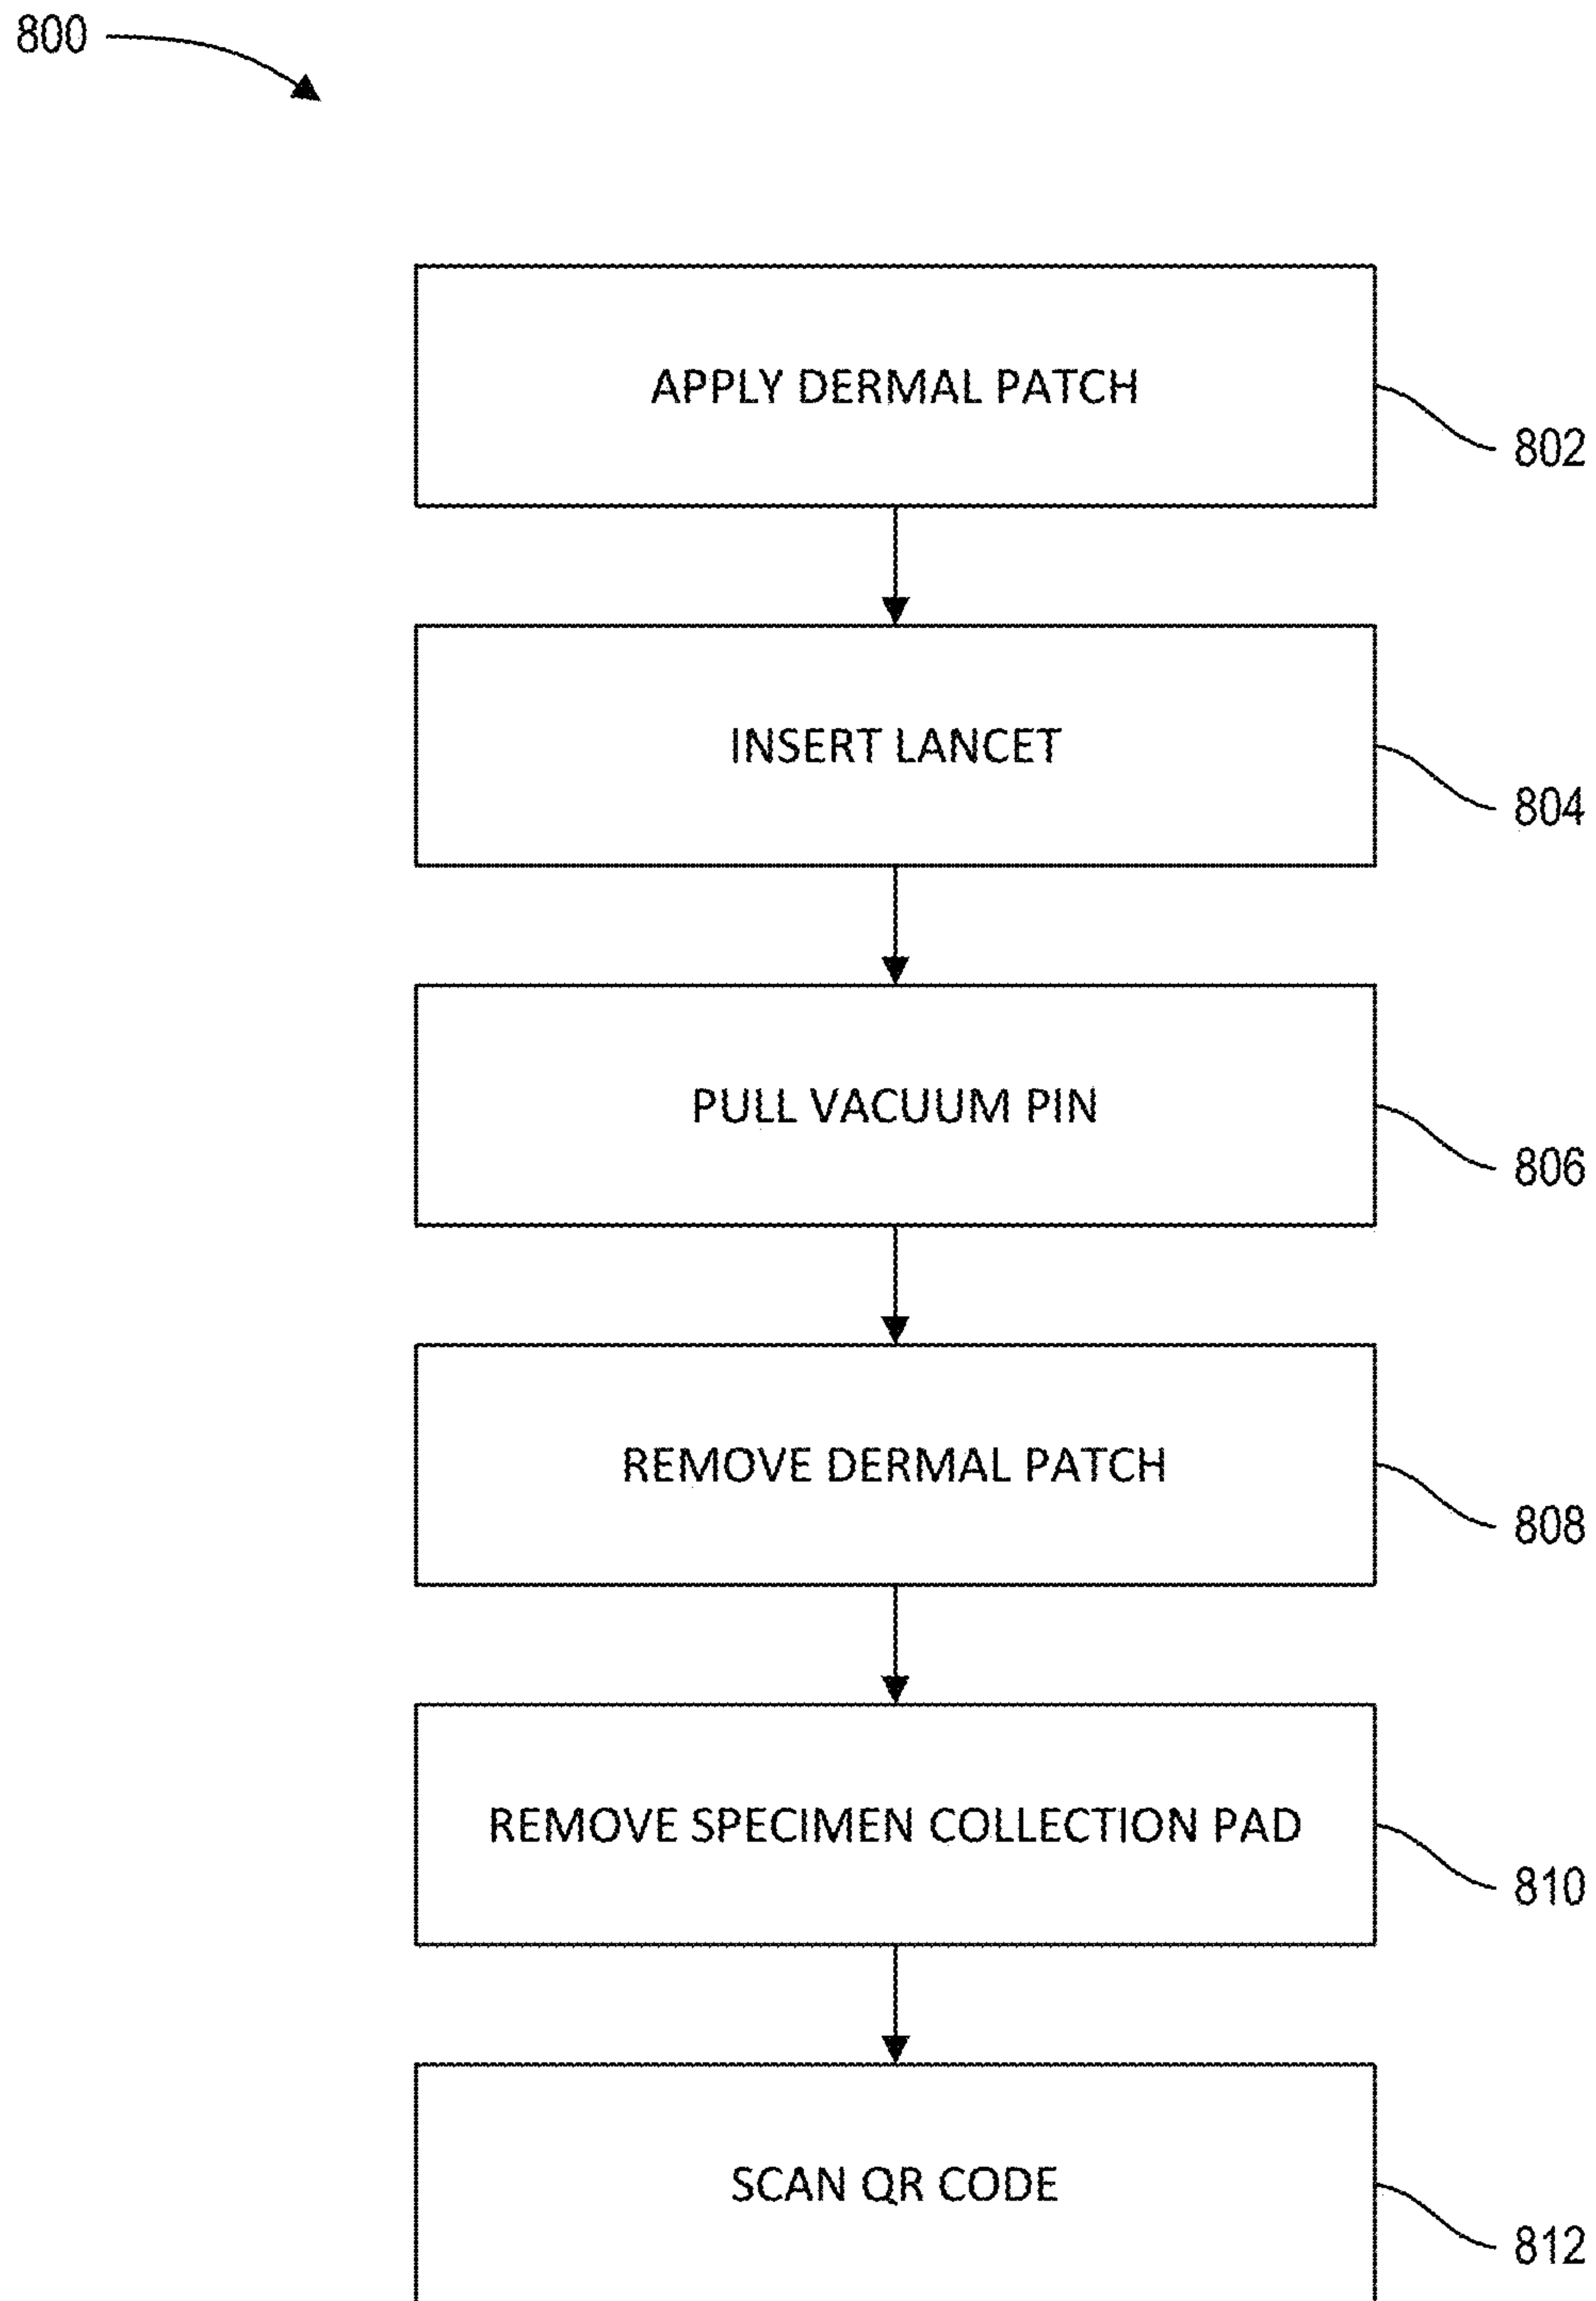 800
APPLY DERMAL PATCH
802
INSERT LANCET
804
PULL VACUUM PIN
806
REMOVE DERMAL PATCH
808
REMOVE SPECIMEN COLLECTION PAD
810
SCAN QR CODE
812